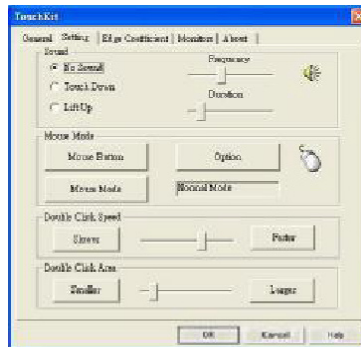 TouchKit
General Setting Edge Coefficient Monitors About
Sound
No Sound
Touch Down
Lift Up
Frequency
Duration
Mouse Mode
Mouse Button
Option
Mouse Mode
Normal Mode
Double Click Speed
Slower
Faster
Double Click Area
Smaller
Larger
OK
Cancel
Help